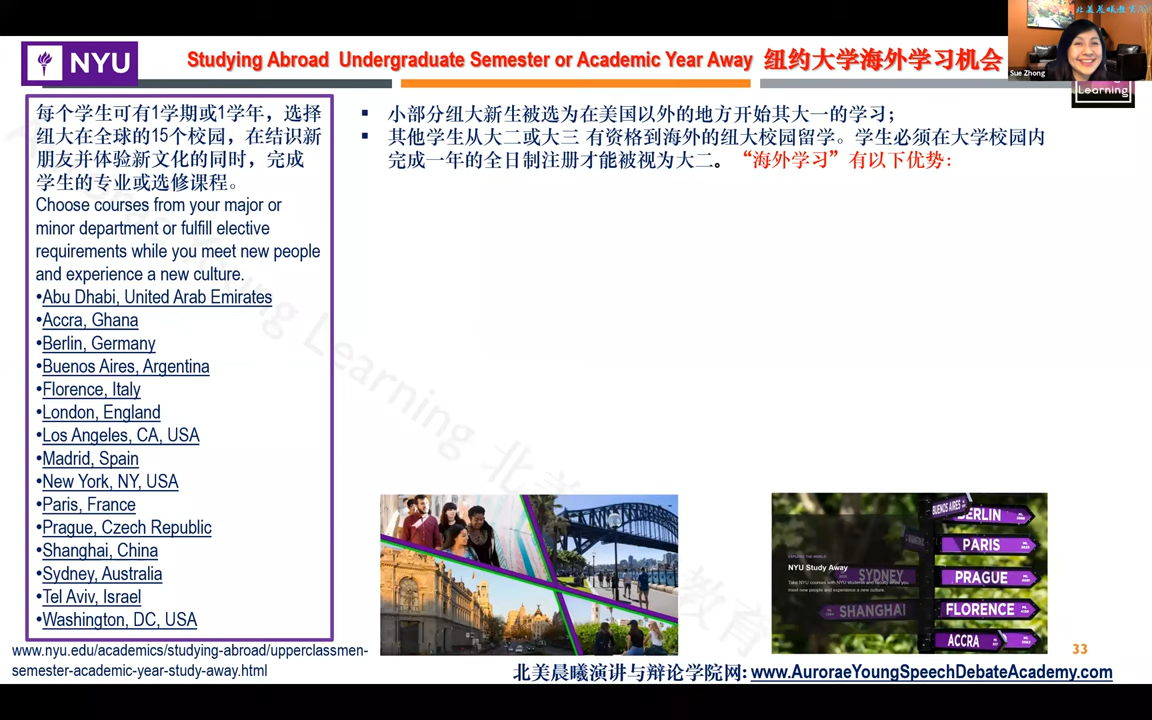 北美晨曦教育
NYU
Studying Abroad Undergraduate Semester or Academic Year Away 纽约大学海外学习机会
Sue Zhong
Learning
每个学生可有1学期或1学年，选择
纽大在全球的15个校园，在结识新
朋友并体验新文化的同时，完成
学生的专业或选修课程。
Choose courses from your major or
minor department or fulfill elective
requirements while you meet new people
and experience a new culture.
•Abu Dhabi, United Arab Emirates
•Accra, Ghana
•Berlin, Germany
•Buenos Aires, Argentina
•Florence, Italy
•London, England
•Los Angeles, CA, USA
•Madrid, Spain
•New York, NY, USA
•Paris, France
•Prague, Czech Republic
•Shanghai, China
•Sydney, Australia
•Tel Aviv, Israel
•Washington, DC, USA
www.nyu.edu/academics/studying-abroad/upperclassmen-
semester-academic-year-study-away.html
▪ 小部分纽大新生被选为在美国以外的地方开始其大一的学习；
▪ 其他学生从大二或大三 有资格到海外的纽大校园留学。学生必须在大学校园内
完成一年的全日制注册才能被视为大二。“海外学习”有以下优势：
BUENOS AIRES
BERLIN
PARIS
NYU Study Away
SYDNEY
PRAGUE
SHANGHAI
FLORENCE
ACCRA
33
北美晨曦演讲与辩论学院网: www.AuroraeYoungSpeechDebateAcademy.com